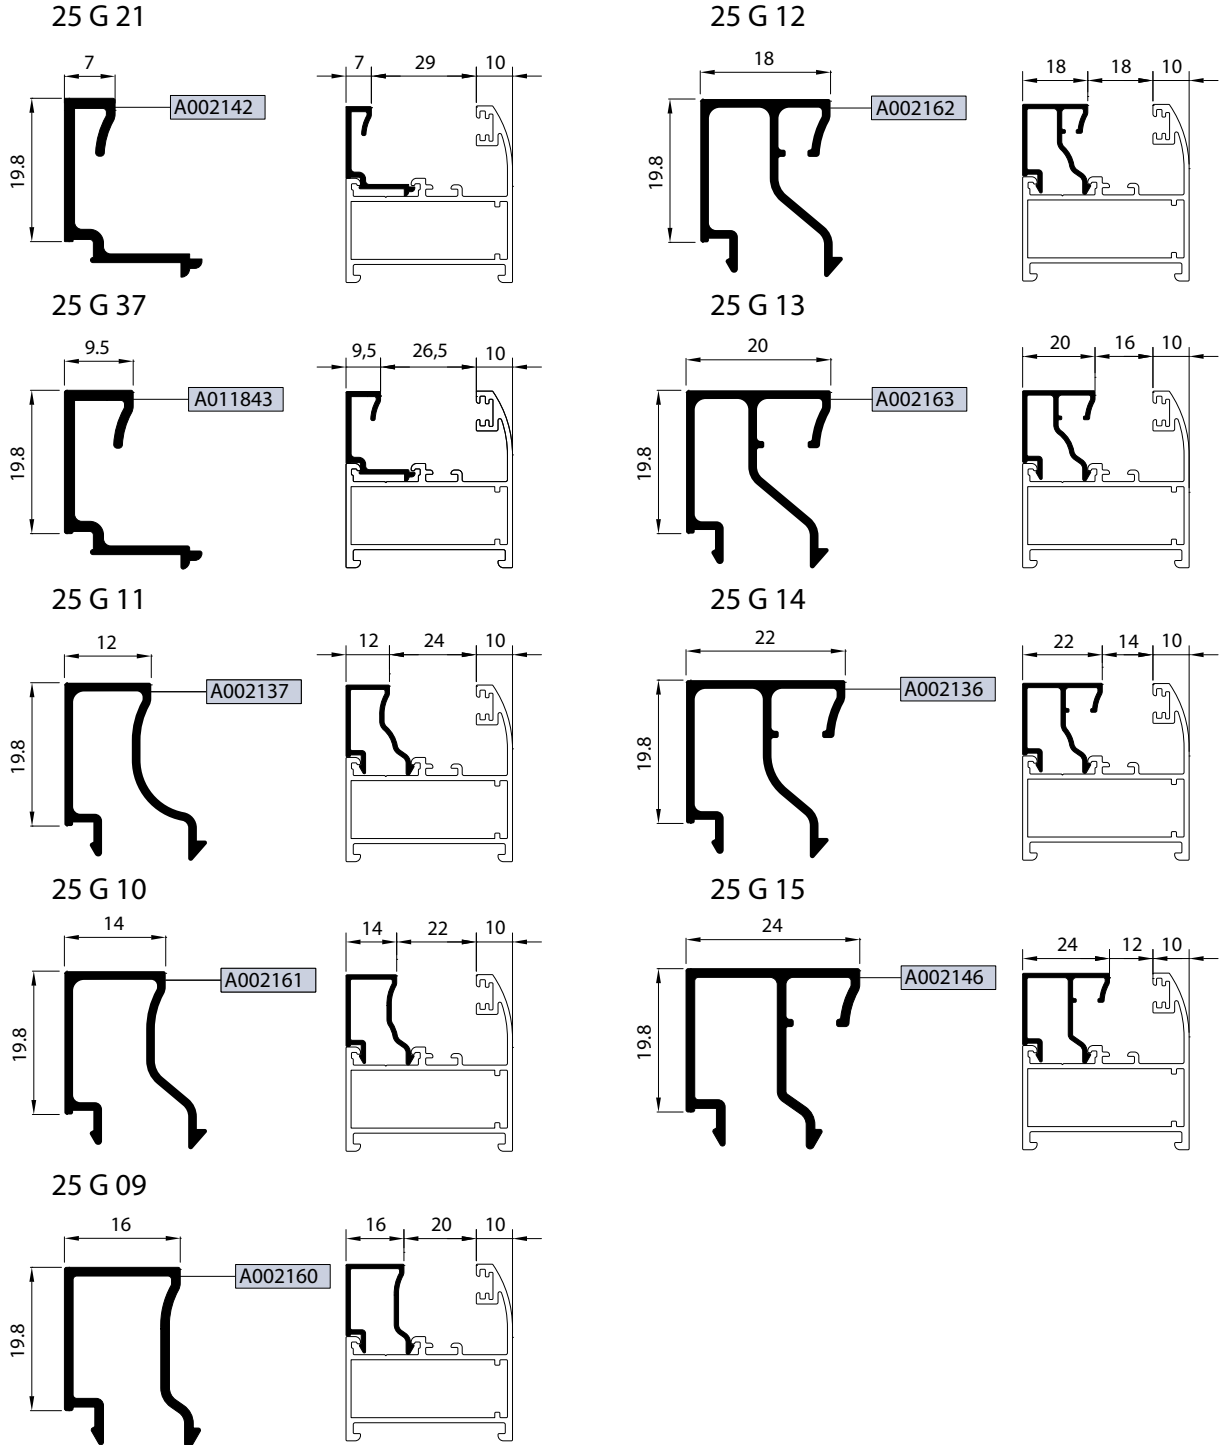 25 G 21
7
19.8
A002142
7 29 10
25 G 12
18
19.8
A002162
18 18 10
25 G 37
9.5
19.8
A011843
9,5 26,5 10
25 G 13
20
19.8
A002163
20 16 10
25 G 11
12
19.8
A002137
12 24 10
25 G 14
22
19.8
A002136
22 14 10
25 G 10
14
19.8
A002161
14 22 10
25 G 15
24
19.8
A002146
24 12 10
25 G 09
16
19.8
A002160
16 20 10